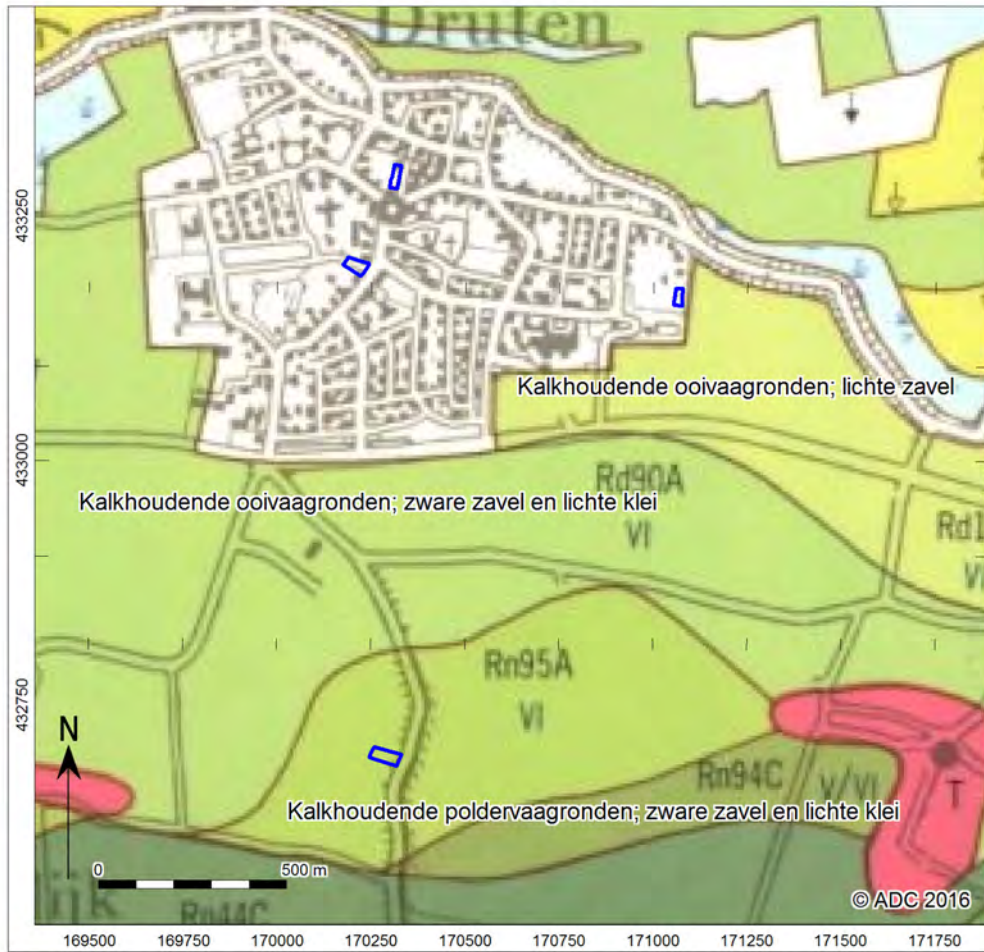 Druten
433250
Kalkhoudende ooivaagronden; lichte zavel
433000
Rd90A
VI
Kalkhoudende ooivaagronden; zware zavel en lichte klei
Rd1
Rn95A
VI
432750
N
Rn94C
V/VI
T
Kalkhoudende poldervaagronden; zware zavel en lichte klei
0 500 m
© ADC 2016
Rn44C
169500 169750 170000 170250 170500 170750 171000 171250 171500 171750